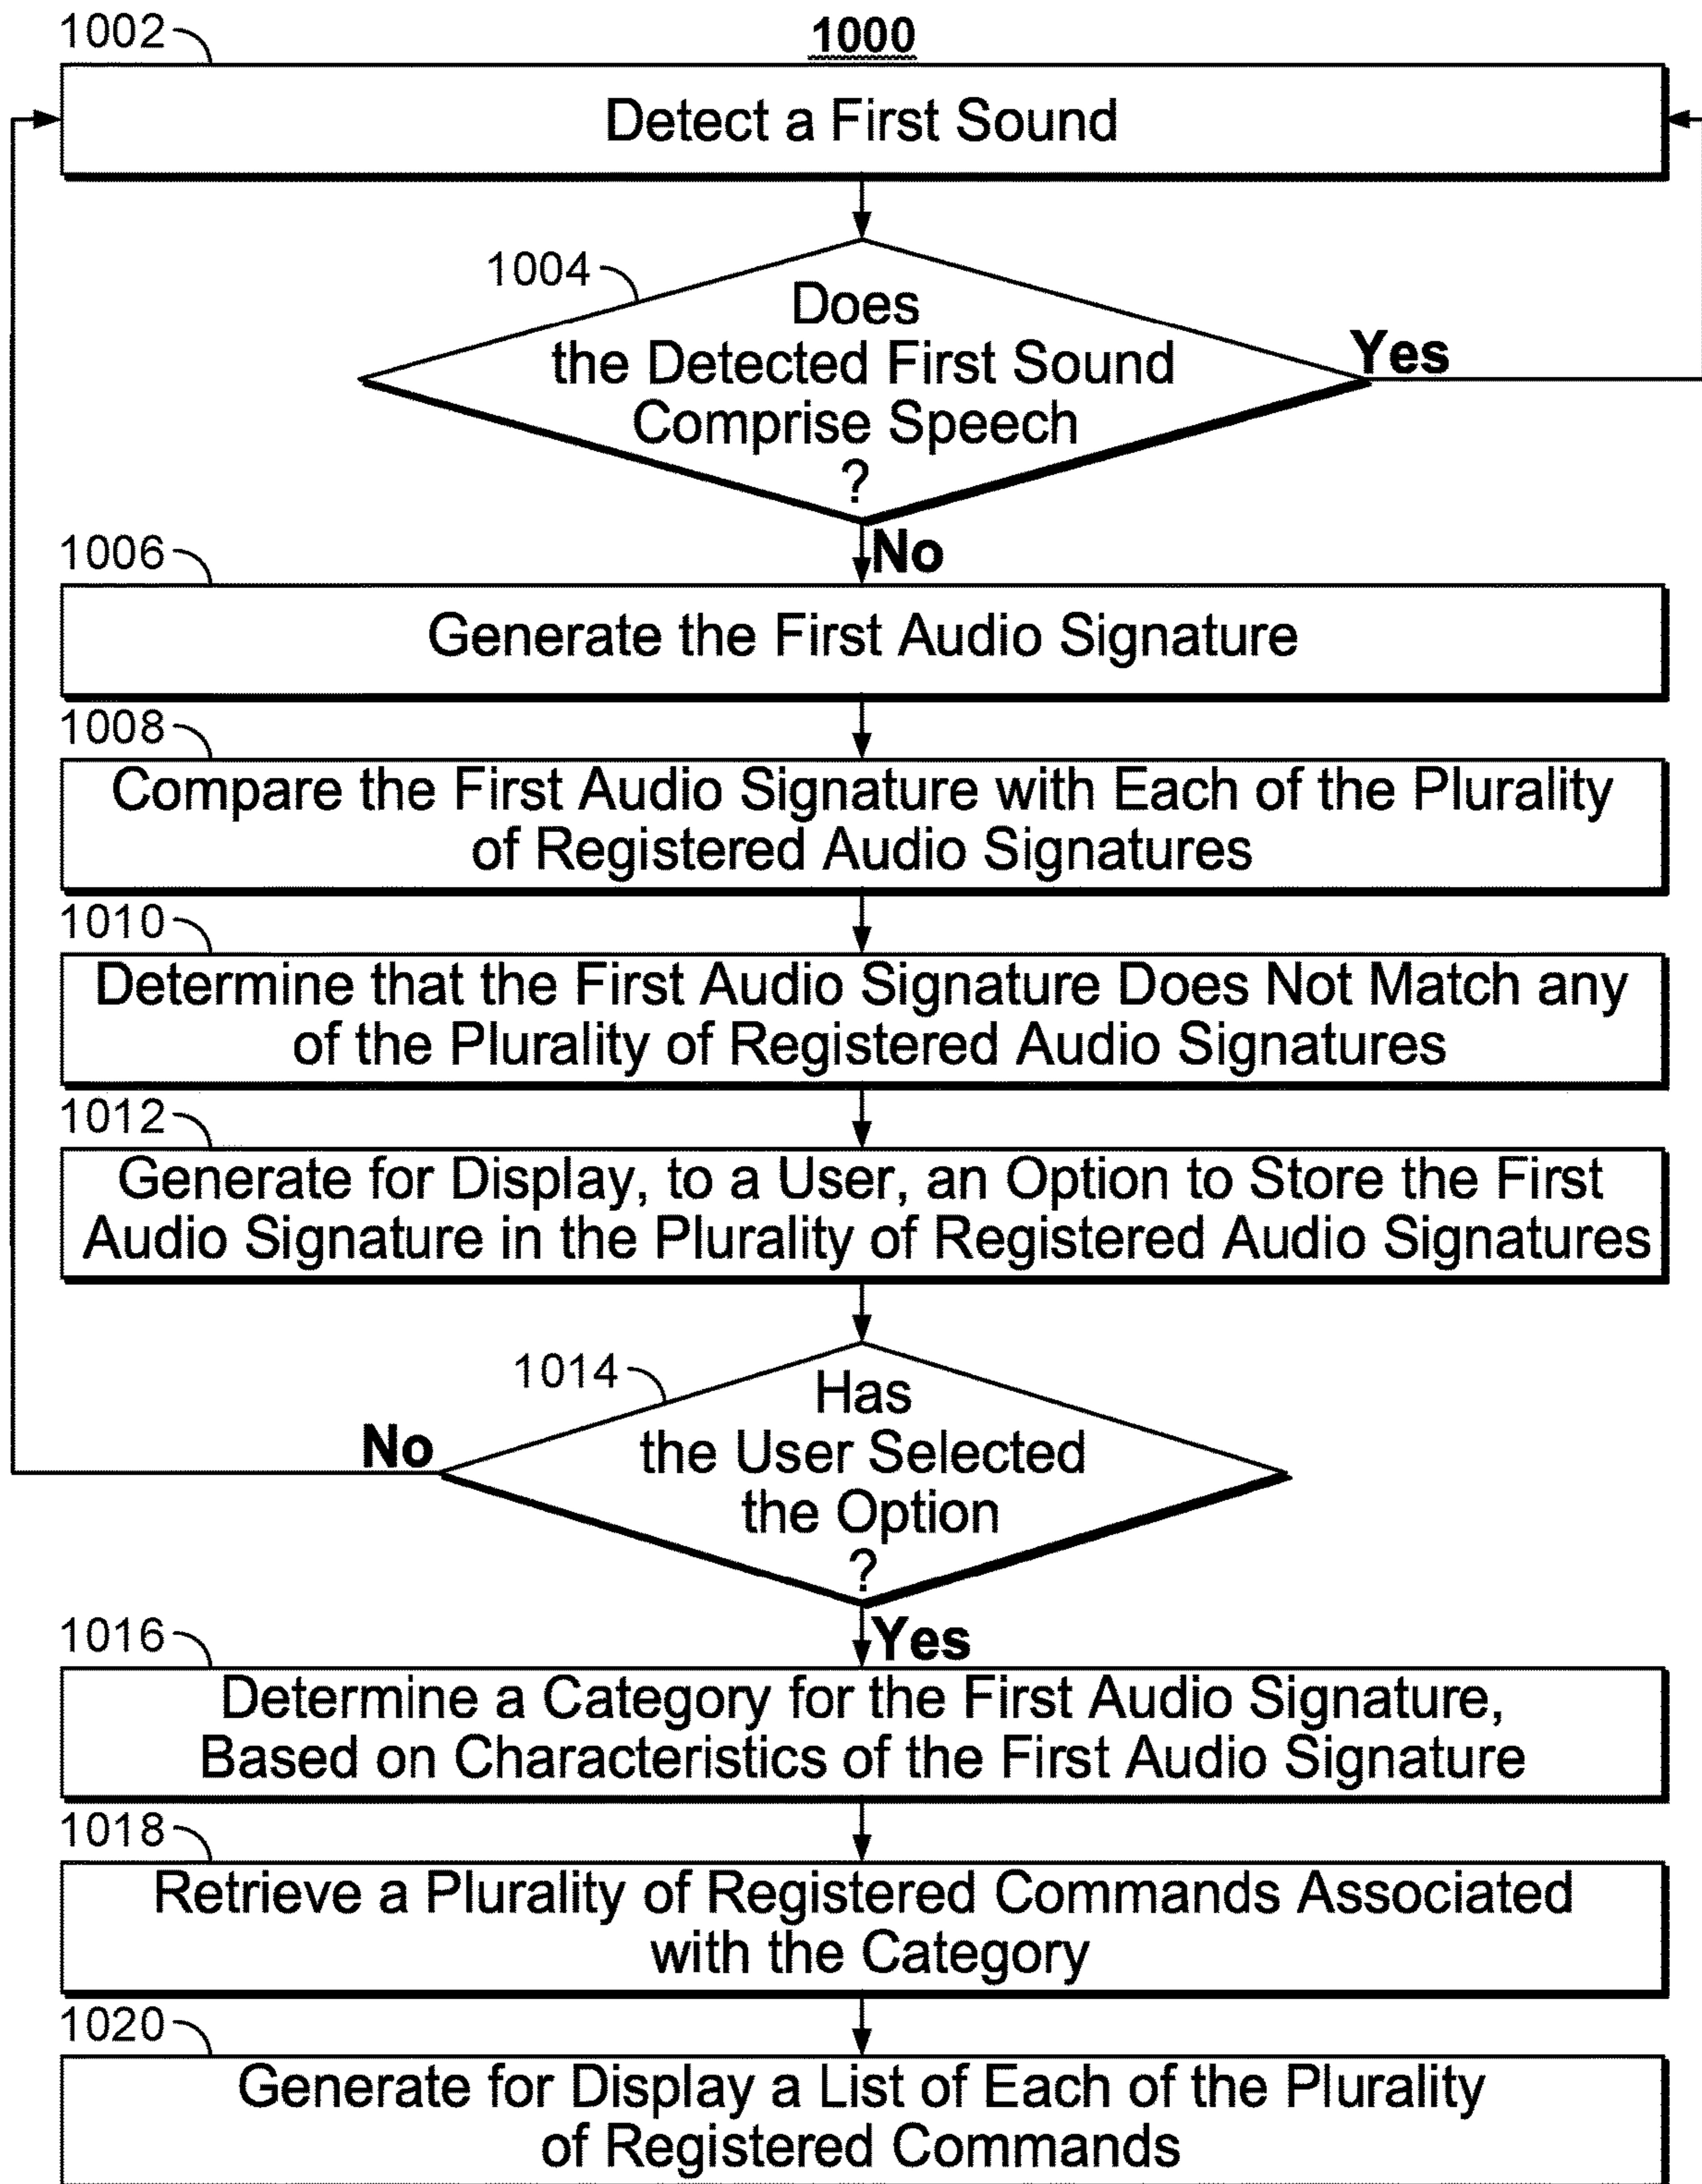 1000
1002
Detect a First Sound
1004
Does
the Detected First Sound
Comprise Speech
?
Yes
No
1006
Generate the First Audio Signature
1008
Compare the First Audio Signature with Each of the Plurality
of Registered Audio Signatures
1010
Determine that the First Audio Signature Does Not Match any
of the Plurality of Registered Audio Signatures
1012
Generate for Display, to a User, an Option to Store the First
Audio Signature in the Plurality of Registered Audio Signatures
1014
Has
the User Selected
the Option
?
No
Yes
1016
Determine a Category for the First Audio Signature,
Based on Characteristics of the First Audio Signature
1018
Retrieve a Plurality of Registered Commands Associated
with the Category
1020
Generate for Display a List of Each of the Plurality
of Registered Commands